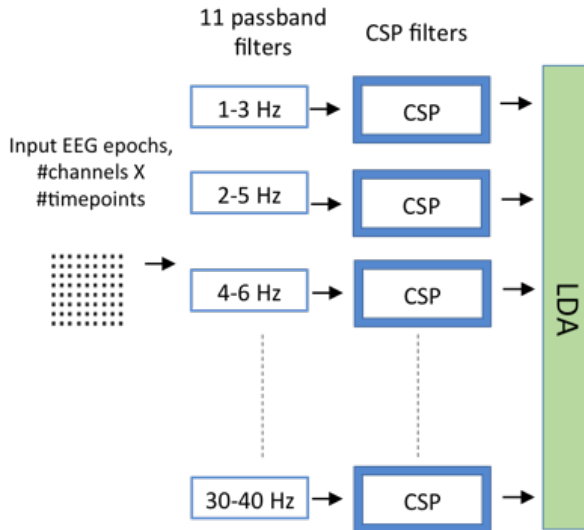 11 passband
filters
CSP filters
Input EEG epochs,
#channels X
#timepoints
1-3 Hz
CSP
2-5 Hz
CSP
4-6 Hz
CSP
30-40 Hz
CSP
LDA